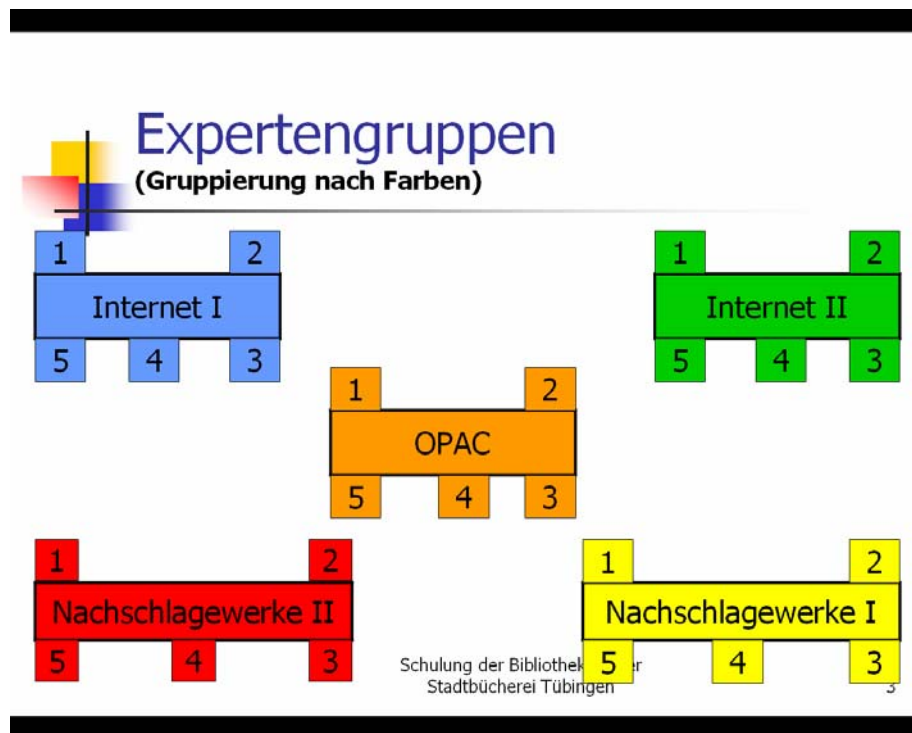 Expertengruppen
(Gruppierung nach Farben)
1 2
Internet I
5 4 3
1 2
Internet II
5 4 3
1 2
OPAC
5 4 3
1 2
Nachschlagewerke II
5 4 3
1 2
Nachschlagewerke I
5 4 3
Schulung der
Stadtbücherei Tübingen
3